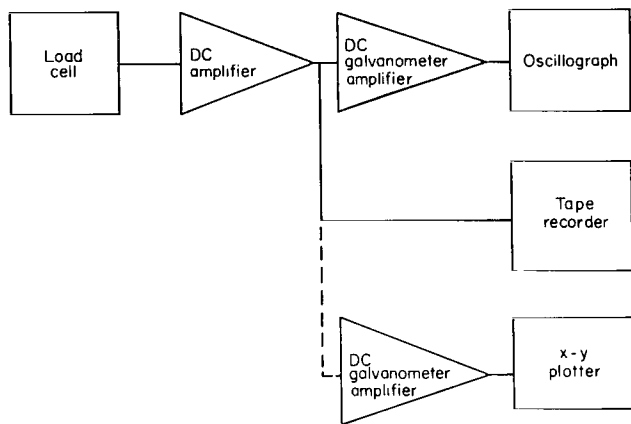 Load
cell
DC
amplifier
DC
galvanometer
amplifier
Oscillograph
Tape
recorder
DC
galvanometer
amplifier
x-y
plotter